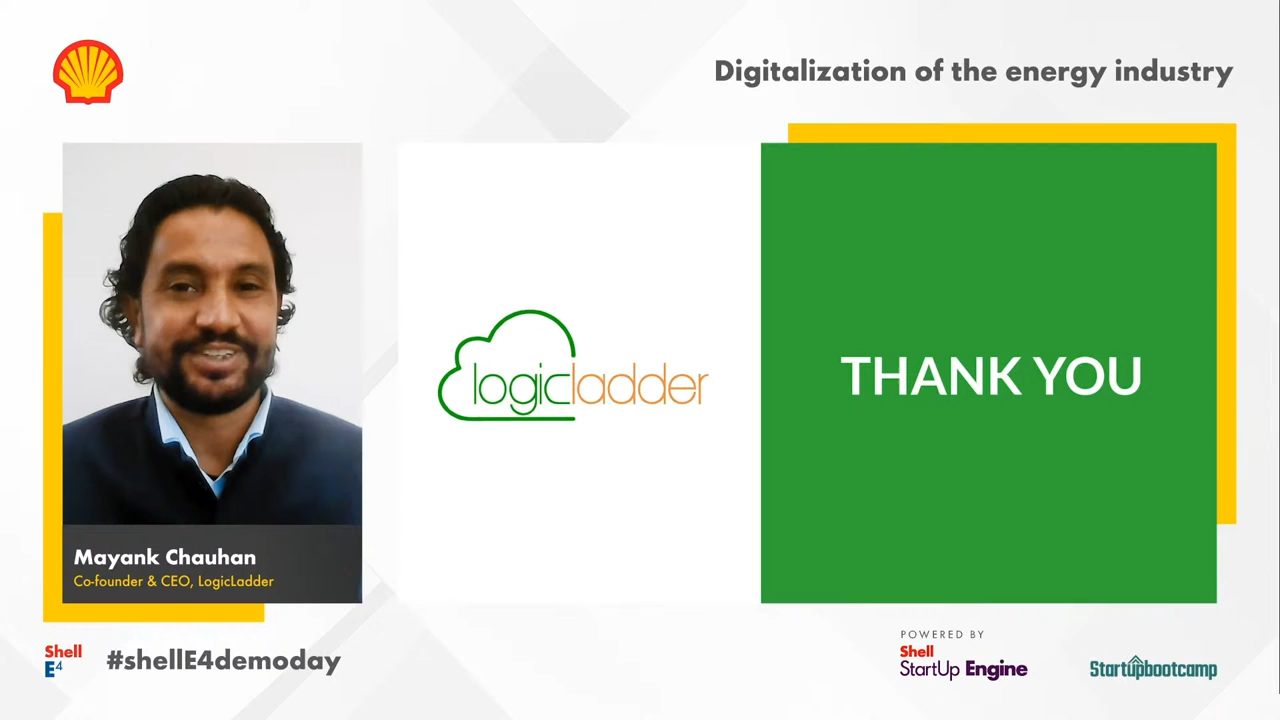 Digitalization of the energy industry
logicladder
THANK YOU
Mayank Chauhan
Co-founder & CEO, LogicLadder
Shell
E4
#shellE4demoday
POWERED BY
Shell
StartUp Engine
Startupbootcamp